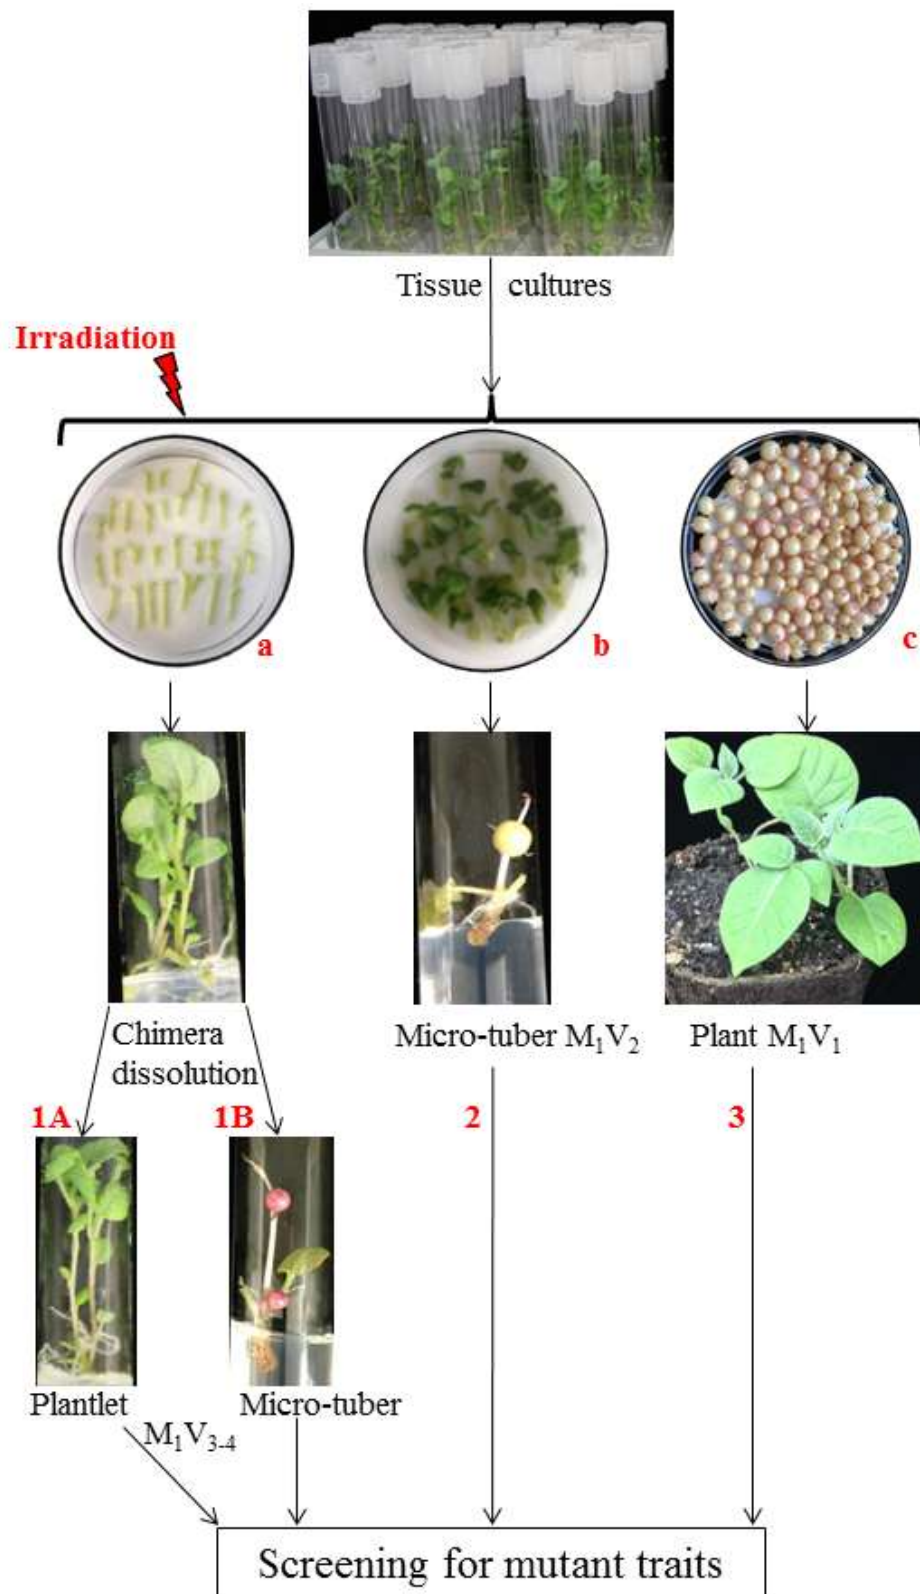 Tissue cultures
Irradiation
a
b
c
Chimera
dissolution
Micro-tuber M₁V₂
Plant M₁V₁
1A
1B
2
3
Plantlet
Micro-tuber
M₁V₃₋₄
Screening for mutant traits